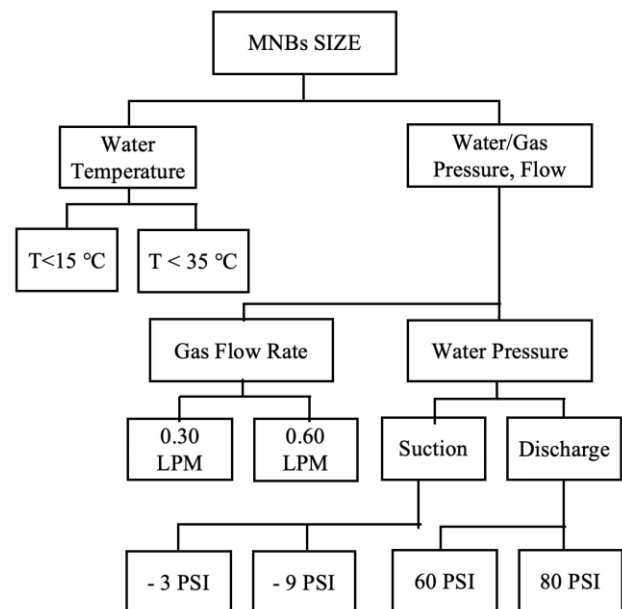 MNBs SIZE
Water
Temperature
Water/Gas
Pressure, Flow
T<15 °C
T < 35 °C
Gas Flow Rate
Water Pressure
0.30
LPM
0.60
LPM
Suction
Discharge
- 3 PSI
- 9 PSI
60 PSI
80 PSI